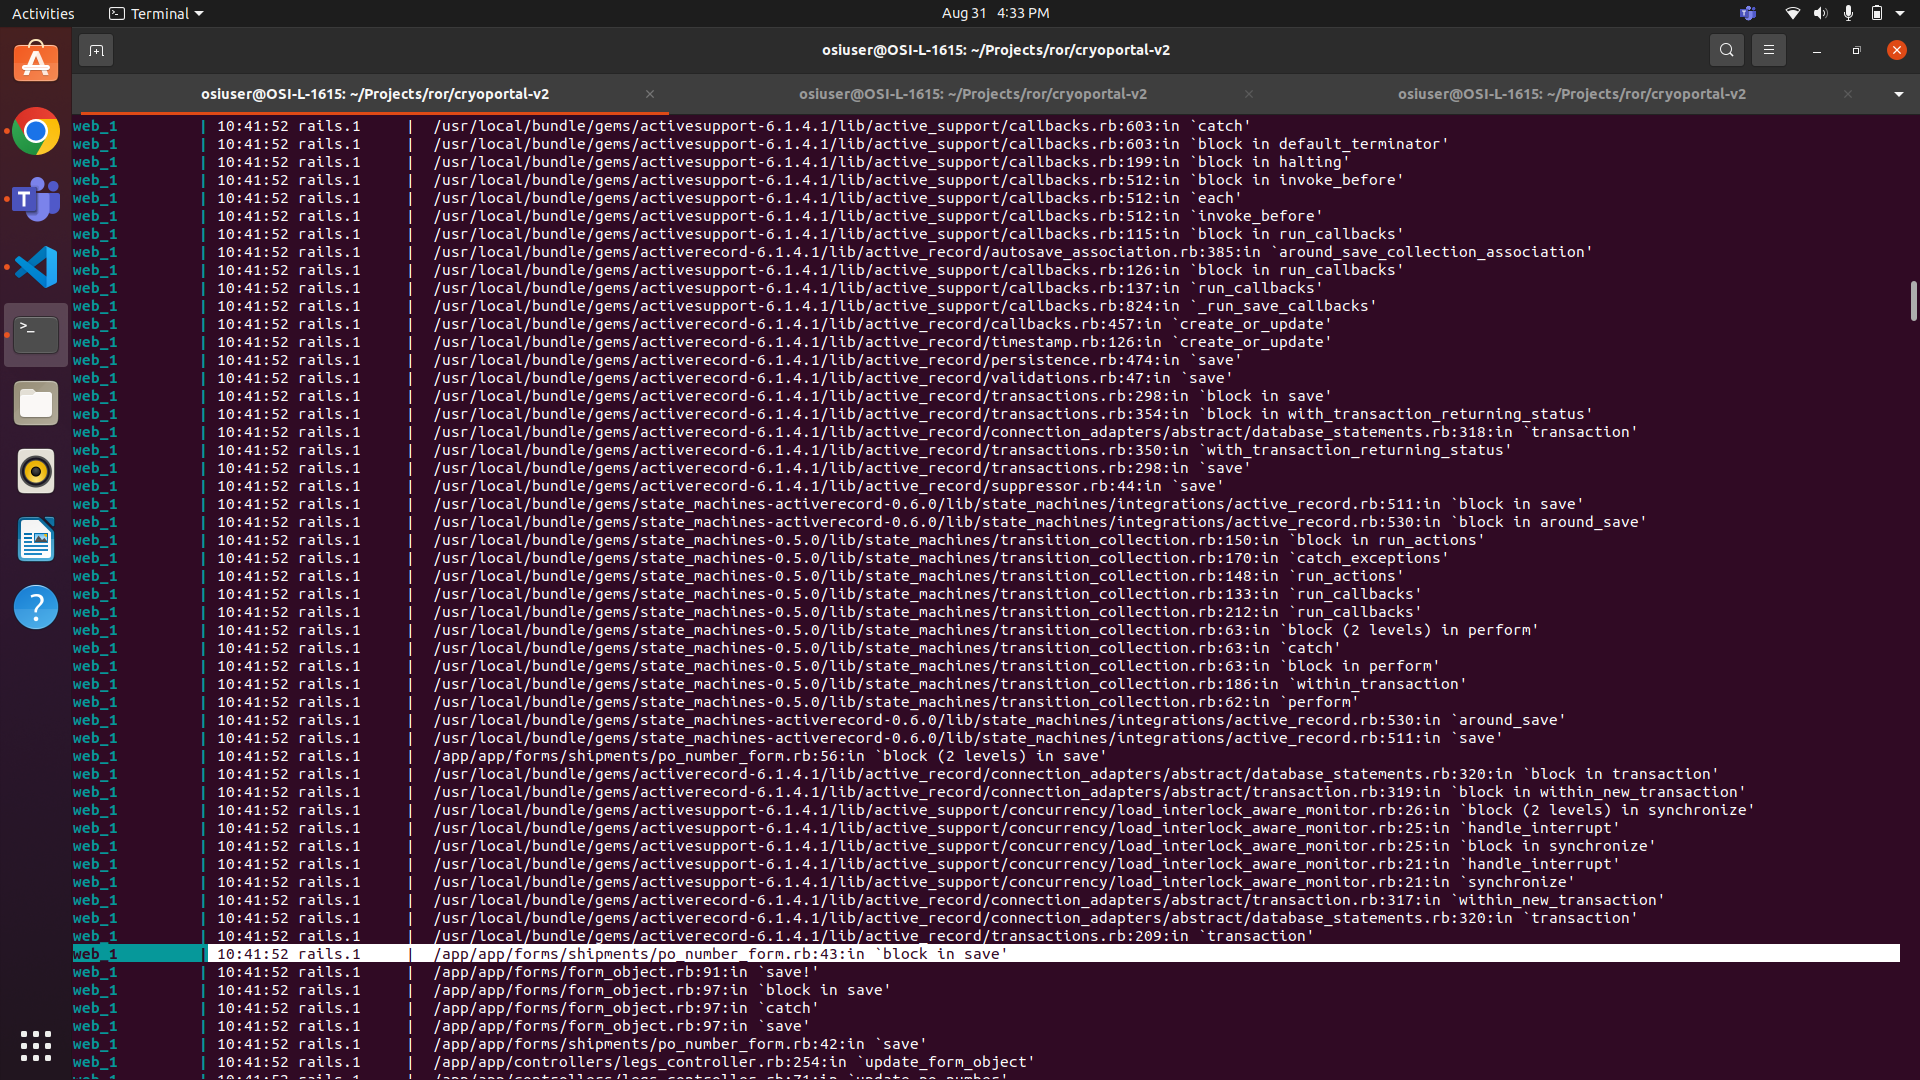 Activities Terminal Aug 31 4:33 PM
osiuser@OSI-L-1615: ~/Projects/ror/cryoportal-v2
osiuser@OSI-L-1615: ~/Projects/ror/cryoportal-v2 osiuser@OSI-L-1615: ~/Projects/ror/cryoportal-v2 osiuser@OSI-L-1615: ~/Projects/ror/cryoportal-v2
web_1 | 10:41:52 rails.1 | /usr/local/bundle/gems/activesupport-6.1.4.1/lib/active_support/callbacks.rb:603:in `catch'
web_1 | 10:41:52 rails.1 | /usr/local/bundle/gems/activesupport-6.1.4.1/lib/active_support/callbacks.rb:603:in `block in default_terminator'
web_1 | 10:41:52 rails.1 | /usr/local/bundle/gems/activesupport-6.1.4.1/lib/active_support/callbacks.rb:199:in `block in halting'
web_1 | 10:41:52 rails.1 | /usr/local/bundle/gems/activesupport-6.1.4.1/lib/active_support/callbacks.rb:512:in `block in invoke_before'
web_1 | 10:41:52 rails.1 | /usr/local/bundle/gems/activesupport-6.1.4.1/lib/active_support/callbacks.rb:512:in `each'
web_1 | 10:41:52 rails.1 | /usr/local/bundle/gems/activesupport-6.1.4.1/lib/active_support/callbacks.rb:512:in `invoke_before'
web_1 | 10:41:52 rails.1 | /usr/local/bundle/gems/activesupport-6.1.4.1/lib/active_support/callbacks.rb:115:in `block in run_callbacks'
web_1 | 10:41:52 rails.1 | /usr/local/bundle/gems/activerecord-6.1.4.1/lib/active_record/autosave_association.rb:385:in `around_save_collection_association'
web_1 | 10:41:52 rails.1 | /usr/local/bundle/gems/activesupport-6.1.4.1/lib/active_support/callbacks.rb:126:in `block in run_callbacks'
web_1 | 10:41:52 rails.1 | /usr/local/bundle/gems/activesupport-6.1.4.1/lib/active_support/callbacks.rb:137:in `run_callbacks'
web_1 | 10:41:52 rails.1 | /usr/local/bundle/gems/activesupport-6.1.4.1/lib/active_support/callbacks.rb:824:in `_run_save_callbacks'
web_1 | 10:41:52 rails.1 | /usr/local/bundle/gems/activerecord-6.1.4.1/lib/active_record/callbacks.rb:457:in `create_or_update'
web_1 | 10:41:52 rails.1 | /usr/local/bundle/gems/activerecord-6.1.4.1/lib/active_record/timestamp.rb:126:in `create_or_update'
web_1 | 10:41:52 rails.1 | /usr/local/bundle/gems/activerecord-6.1.4.1/lib/active_record/persistence.rb:474:in `save'
web_1 | 10:41:52 rails.1 | /usr/local/bundle/gems/activerecord-6.1.4.1/lib/active_record/validations.rb:47:in `save'
web_1 | 10:41:52 rails.1 | /usr/local/bundle/gems/activerecord-6.1.4.1/lib/active_record/transactions.rb:298:in `block in save'
web_1 | 10:41:52 rails.1 | /usr/local/bundle/gems/activerecord-6.1.4.1/lib/active_record/transactions.rb:354:in `block in with_transaction_returning_status'
web_1 | 10:41:52 rails.1 | /usr/local/bundle/gems/activerecord-6.1.4.1/lib/active_record/connection_adapters/abstract/database_statements.rb:318:in `transaction'
web_1 | 10:41:52 rails.1 | /usr/local/bundle/gems/activerecord-6.1.4.1/lib/active_record/transactions.rb:350:in `with_transaction_returning_status'
web_1 | 10:41:52 rails.1 | /usr/local/bundle/gems/activerecord-6.1.4.1/lib/active_record/transactions.rb:298:in `save'
web_1 | 10:41:52 rails.1 | /usr/local/bundle/gems/activerecord-6.1.4.1/lib/active_record/suppressor.rb:44:in `save'
web_1 | 10:41:52 rails.1 | /usr/local/bundle/gems/state_machines-activerecord-0.6.0/lib/state_machines/integrations/active_record.rb:511:in `block in save'
web_1 | 10:41:52 rails.1 | /usr/local/bundle/gems/state_machines-activerecord-0.6.0/lib/state_machines/integrations/active_record.rb:530:in `block in around_save'
web_1 | 10:41:52 rails.1 | /usr/local/bundle/gems/state_machines-0.5.0/lib/state_machines/transition_collection.rb:150:in `block in run_actions'
web_1 | 10:41:52 rails.1 | /usr/local/bundle/gems/state_machines-0.5.0/lib/state_machines/transition_collection.rb:170:in `catch_exceptions'
web_1 | 10:41:52 rails.1 | /usr/local/bundle/gems/state_machines-0.5.0/lib/state_machines/transition_collection.rb:148:in `run_actions'
web_1 | 10:41:52 rails.1 | /usr/local/bundle/gems/state_machines-0.5.0/lib/state_machines/transition_collection.rb:133:in `run_callbacks'
web_1 | 10:41:52 rails.1 | /usr/local/bundle/gems/state_machines-0.5.0/lib/state_machines/transition_collection.rb:212:in `run_callbacks'
web_1 | 10:41:52 rails.1 | /usr/local/bundle/gems/state_machines-0.5.0/lib/state_machines/transition_collection.rb:63:in `block (2 levels) in perform'
web_1 | 10:41:52 rails.1 | /usr/local/bundle/gems/state_machines-0.5.0/lib/state_machines/transition_collection.rb:63:in `catch'
web_1 | 10:41:52 rails.1 | /usr/local/bundle/gems/state_machines-0.5.0/lib/state_machines/transition_collection.rb:63:in `block in perform'
web_1 | 10:41:52 rails.1 | /usr/local/bundle/gems/state_machines-0.5.0/lib/state_machines/transition_collection.rb:186:in `within_transaction'
web_1 | 10:41:52 rails.1 | /usr/local/bundle/gems/state_machines-0.5.0/lib/state_machines/transition_collection.rb:62:in `perform'
web_1 | 10:41:52 rails.1 | /usr/local/bundle/gems/state_machines-activerecord-0.6.0/lib/state_machines/integrations/active_record.rb:530:in `around_save'
web_1 | 10:41:52 rails.1 | /usr/local/bundle/gems/state_machines-activerecord-0.6.0/lib/state_machines/integrations/active_record.rb:511:in `save'
web_1 | 10:41:52 rails.1 | /app/app/forms/shipments/po_number_form.rb:56:in `block (2 levels) in save'
web_1 | 10:41:52 rails.1 | /usr/local/bundle/gems/activerecord-6.1.4.1/lib/active_record/connection_adapters/abstract/database_statements.rb:320:in `block in transaction'
web_1 | 10:41:52 rails.1 | /usr/local/bundle/gems/activerecord-6.1.4.1/lib/active_record/connection_adapters/abstract/transaction.rb:319:in `block in within_new_transaction'
web_1 | 10:41:52 rails.1 | /usr/local/bundle/gems/activesupport-6.1.4.1/lib/active_support/concurrency/load_interlock_aware_monitor.rb:26:in `block (2 levels) in synchronize'
web_1 | 10:41:52 rails.1 | /usr/local/bundle/gems/activesupport-6.1.4.1/lib/active_support/concurrency/load_interlock_aware_monitor.rb:25:in `handle_interrupt'
web_1 | 10:41:52 rails.1 | /usr/local/bundle/gems/activesupport-6.1.4.1/lib/active_support/concurrency/load_interlock_aware_monitor.rb:25:in `block in synchronize'
web_1 | 10:41:52 rails.1 | /usr/local/bundle/gems/activesupport-6.1.4.1/lib/active_support/concurrency/load_interlock_aware_monitor.rb:21:in `handle_interrupt'
web_1 | 10:41:52 rails.1 | /usr/local/bundle/gems/activesupport-6.1.4.1/lib/active_support/concurrency/load_interlock_aware_monitor.rb:21:in `synchronize'
web_1 | 10:41:52 rails.1 | /usr/local/bundle/gems/activerecord-6.1.4.1/lib/active_record/connection_adapters/abstract/transaction.rb:317:in `within_new_transaction'
web_1 | 10:41:52 rails.1 | /usr/local/bundle/gems/activerecord-6.1.4.1/lib/active_record/connection_adapters/abstract/database_statements.rb:320:in `transaction'
web_1 | 10:41:52 rails.1 | /usr/local/bundle/gems/activerecord-6.1.4.1/lib/active_record/transactions.rb:209:in `transaction'
web_1 | 10:41:52 rails.1 | /app/app/forms/shipments/po_number_form.rb:43:in `block in save'
web_1 | 10:41:52 rails.1 | /app/app/forms/form_object.rb:91:in `save!'
web_1 | 10:41:52 rails.1 | /app/app/forms/form_object.rb:97:in `block in save'
web_1 | 10:41:52 rails.1 | /app/app/forms/form_object.rb:97:in `catch'
web_1 | 10:41:52 rails.1 | /app/app/forms/form_object.rb:97:in `save'
web_1 | 10:41:52 rails.1 | /app/app/forms/shipments/po_number_form.rb:42:in `save'
web_1 | 10:41:52 rails.1 | /app/app/controllers/legs_controller.rb:254:in `update_form_object'
web_1 | 10:41:52 rails.1 | /app/app/controllers/legs_controller.rb:71:in `update_po_number'